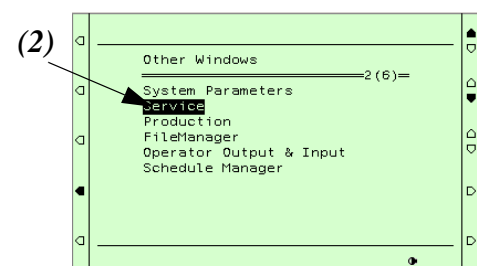 (2)
Other Windows
2(6)
System Parameters
Service
Production
FileManager
Operator Output & Input
Schedule Manager